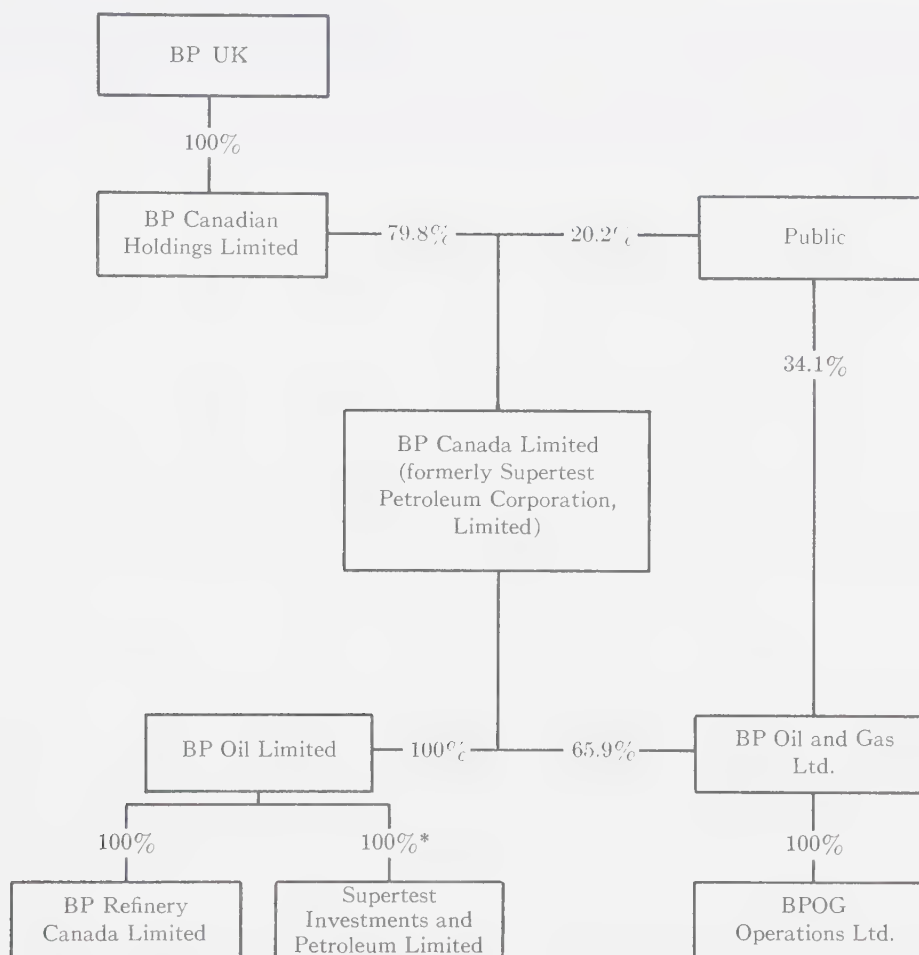 BP UK
100%
BP Canadian
Holdings Limited
79.8%
20.2%
Public
34.1%
BP Canada Limited
(formerly Supertest
Petroleum Corporation,
Limited)
BP Oil Limited
100%
65.9%
BP Oil and Gas
Ltd.
100%
100%*
100%
BP Refinery
Canada Limited
Supertest
Investments and
Petroleum Limited
BPOG
Operations Ltd.